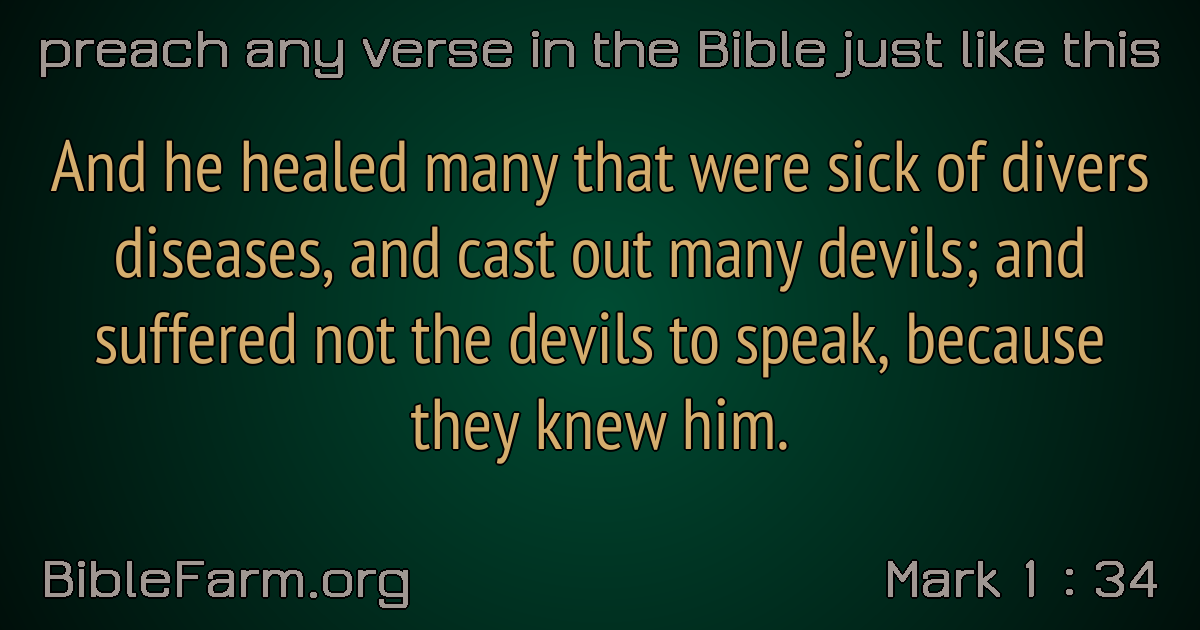 preach any verse in the Bible just like this
And he healed many that were sick of divers
diseases, and cast out many devils; and
suffered not the devils to speak, because
they knew him.
BibleFarm.org
Mark 1 : 34